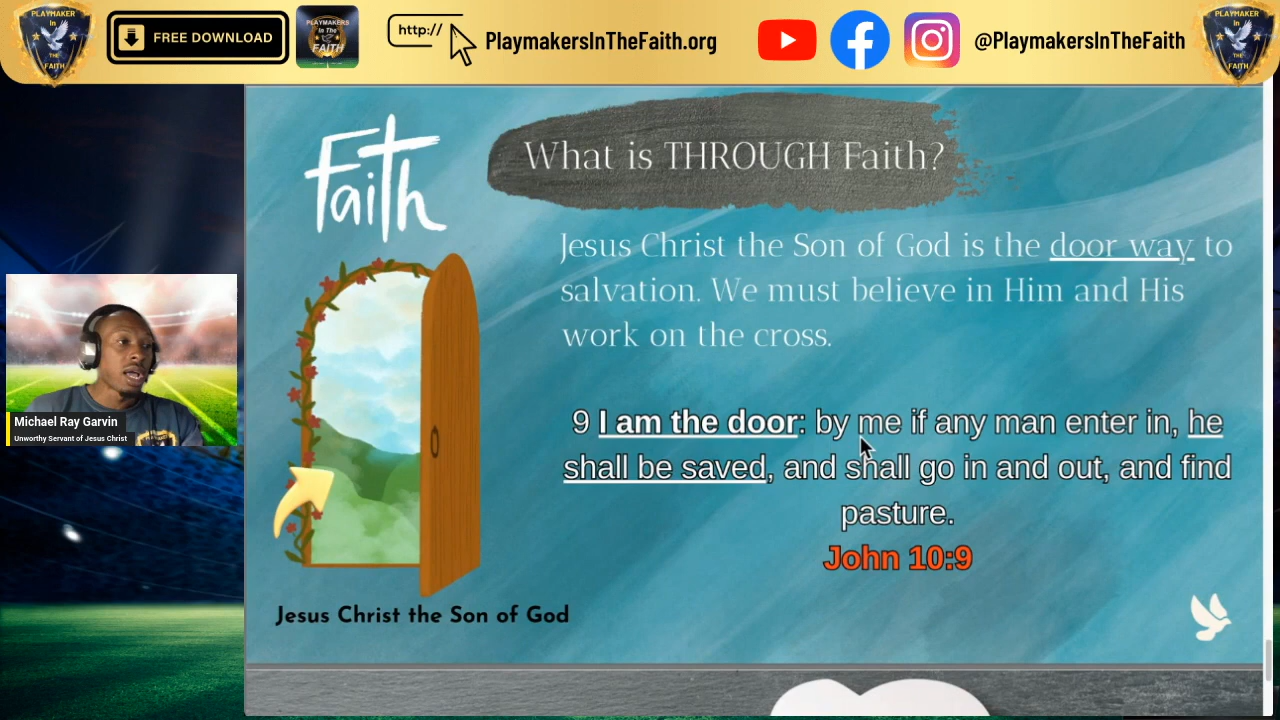 PLAYMAKER
In
THE
FAITH
FREE DOWNLOAD
PLAYMAKERS
In The
FAITH
http://
PlaymakersInTheFaith.org
@PlaymakersInTheFaith
PLAYMAKER
In
THE
FAITH
Faith
What is THROUGH Faith?
Jesus Christ the Son of God is the door way to
salvation. We must believe in Him and His
work on the cross.
9 I am the door: by me if any man enter in, he
shall be saved, and shall go in and out, and find
pasture.
John 10:9
Jesus Christ the Son of God
Michael Ray Garvin
Unworthy Servant of Jesus Christ